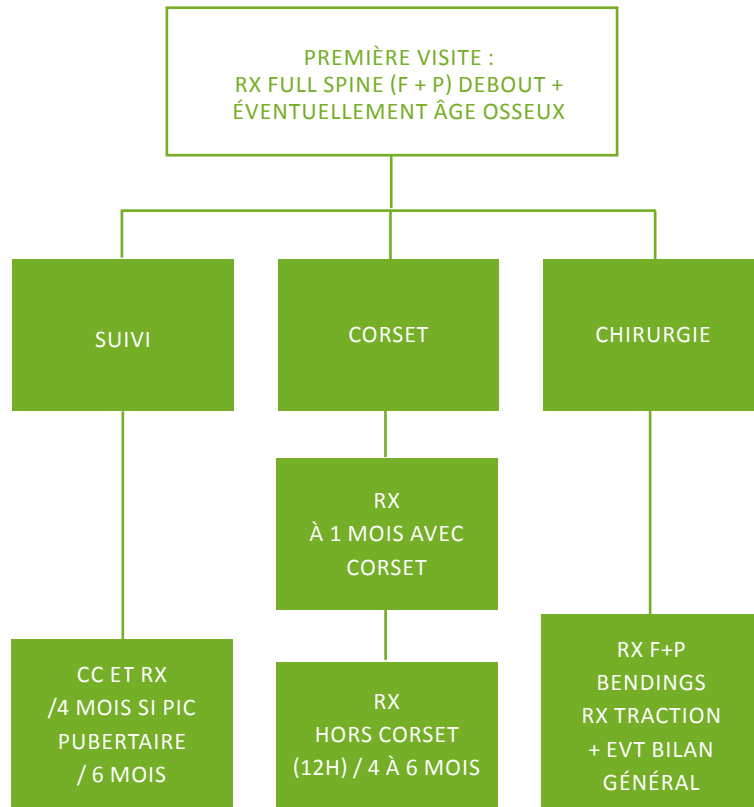 PREMIÈRE VISITE :
RX FULL SPINE (F + P) DEBOUT +
ÉVENTUELLEMENT ÂGE OSSEUX
SUIVI
CORSET
CHIRURGIE
RX
À 1 MOIS AVEC
CORSET
CC ET RX
/4 MOIS SI PIC
PUBERTAIRE
/ 6 MOIS
RX
HORS CORSET
(12H) / 4 À 6 MOIS
RX F+P
BENDINGS
RX TRACTION
+ EVT BILAN
GÉNÉRAL